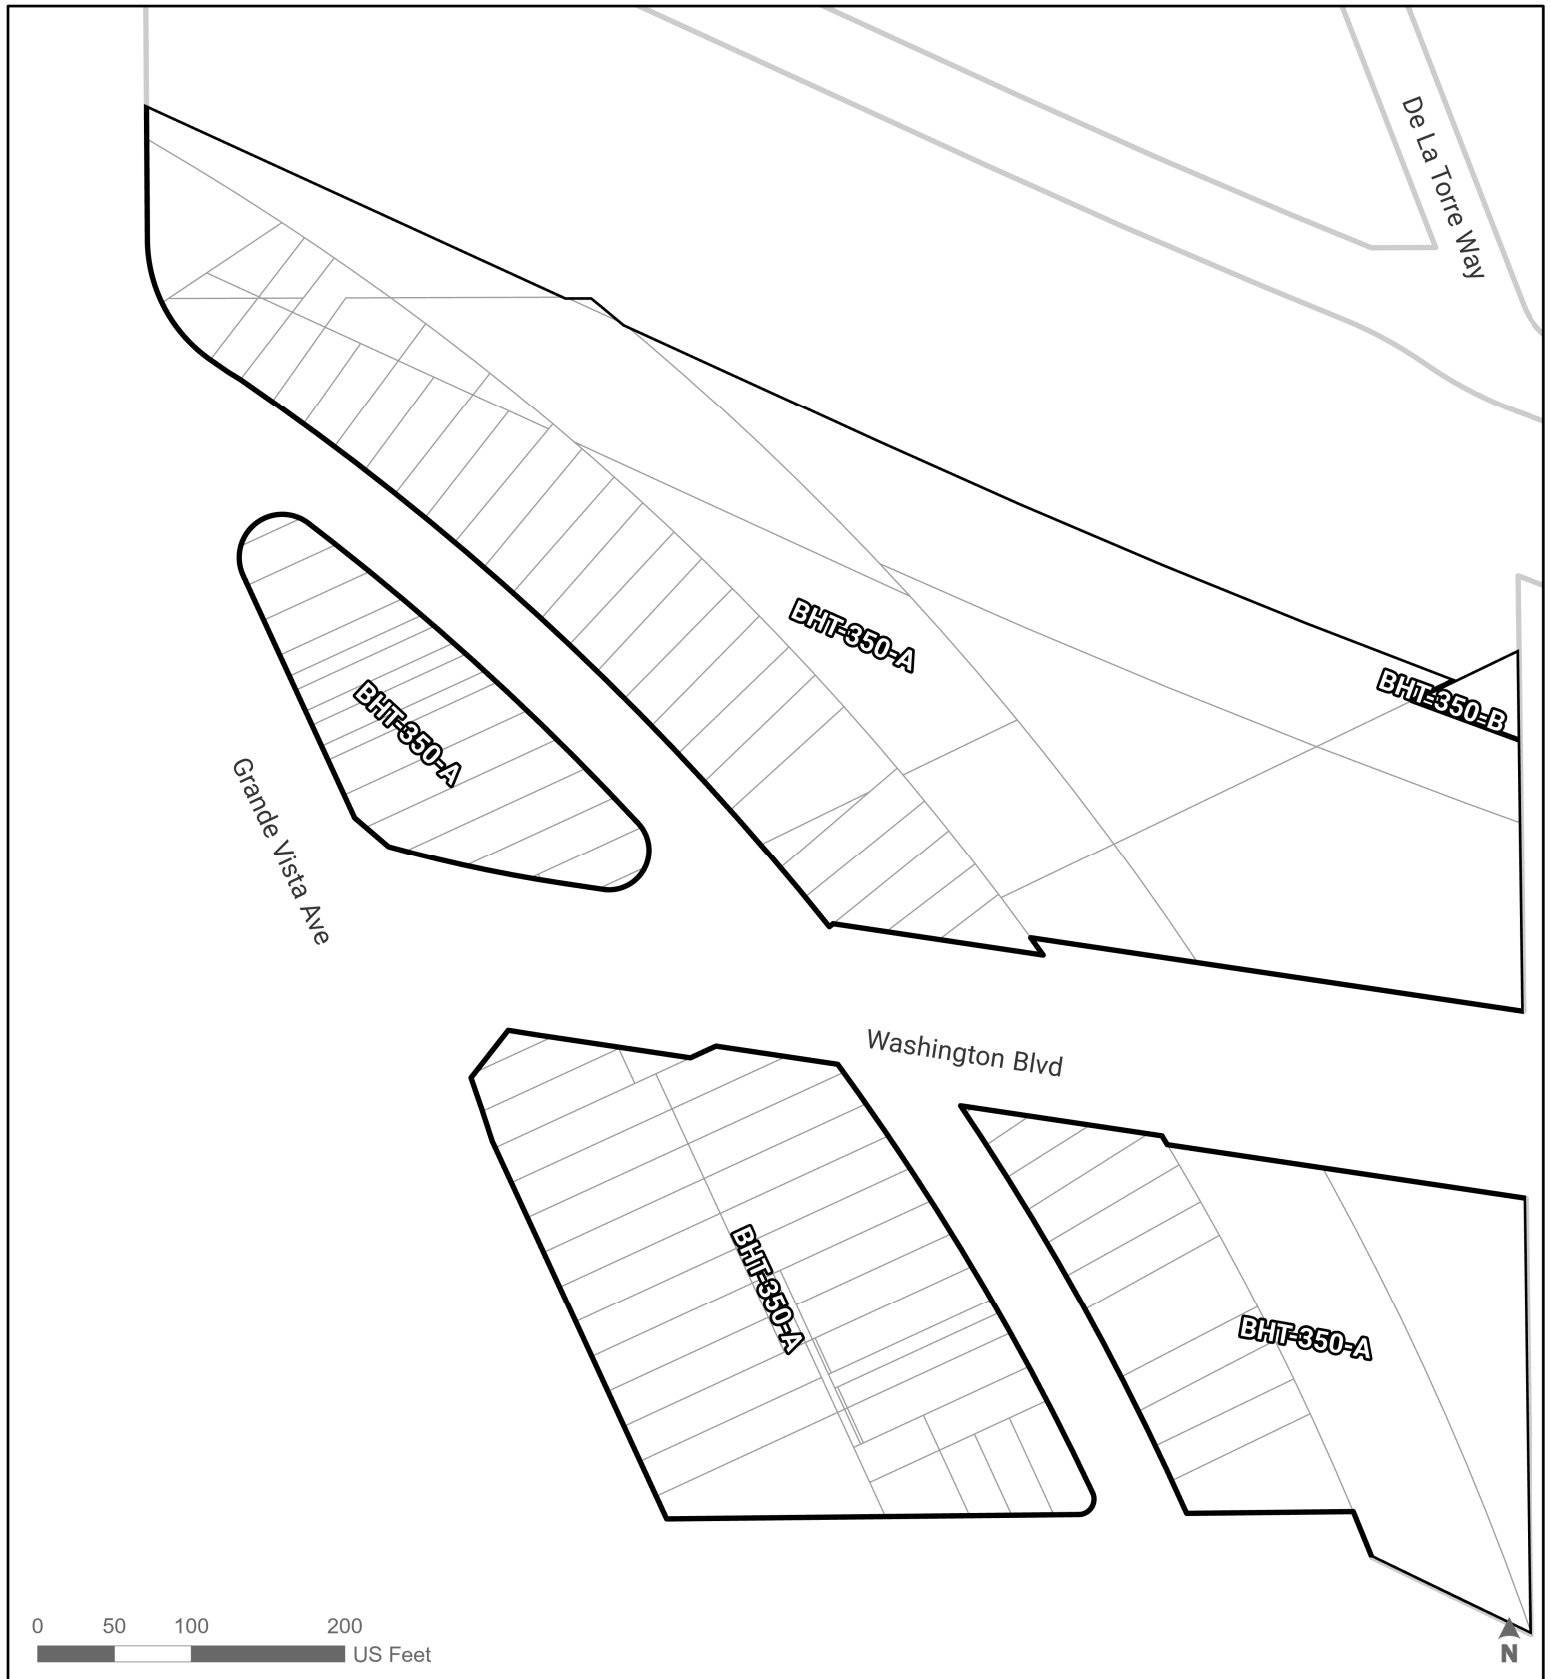 De La Torre Way
BHT-350-A
BHT-350-B
BHT-350-A
Grande Vista Ave
Washington Blvd
BHT-350-A
BHT-350-A
0 50 100 200
US Feet
N